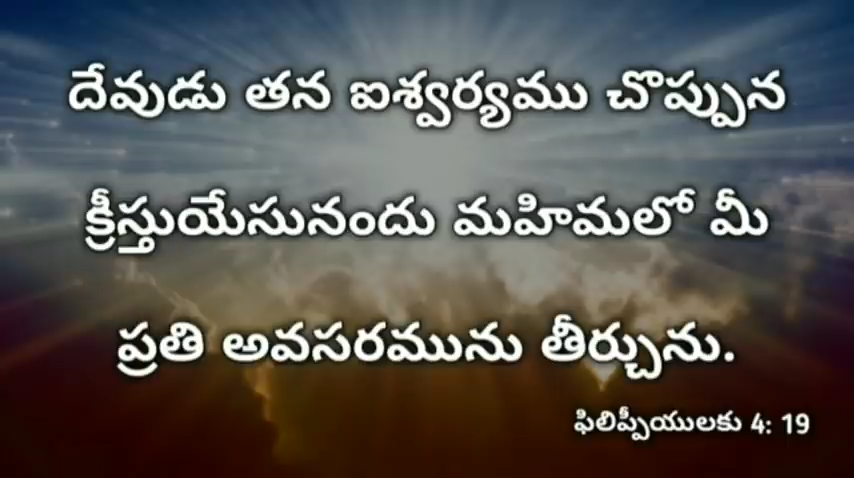 దేవుడు తన ఐశ్వర్యము చొప్పున
క్రీస్తుయేసునందు మహిమలో మీ
ప్రతి అవసరమును తీర్చును.
ఫిలిప్పీయులకు 4: 19